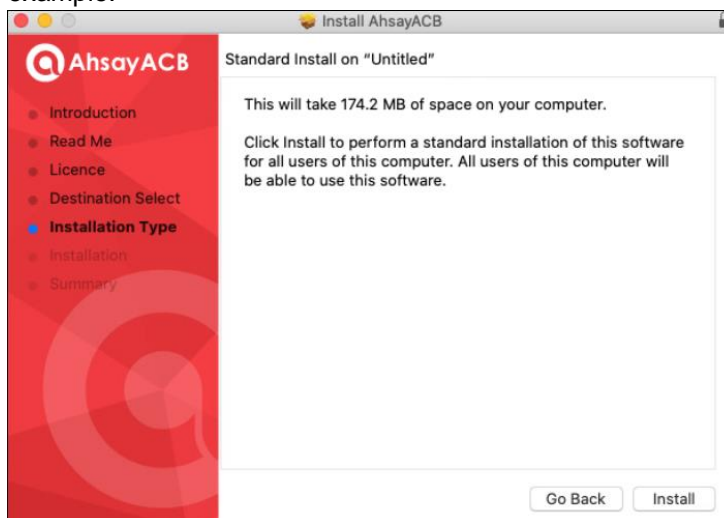 example:
Install AhsayACB
AhsayACB
Standard Install on "Untitled"
Introduction
Read Me
Licence
Destination Select
Installation Type
Installation
Summary
This will take 174.2 MB of space on your computer.
Click Install to perform a standard installation of this software
for all users of this computer. All users of this computer will
be able to use this software.
Go Back
Install